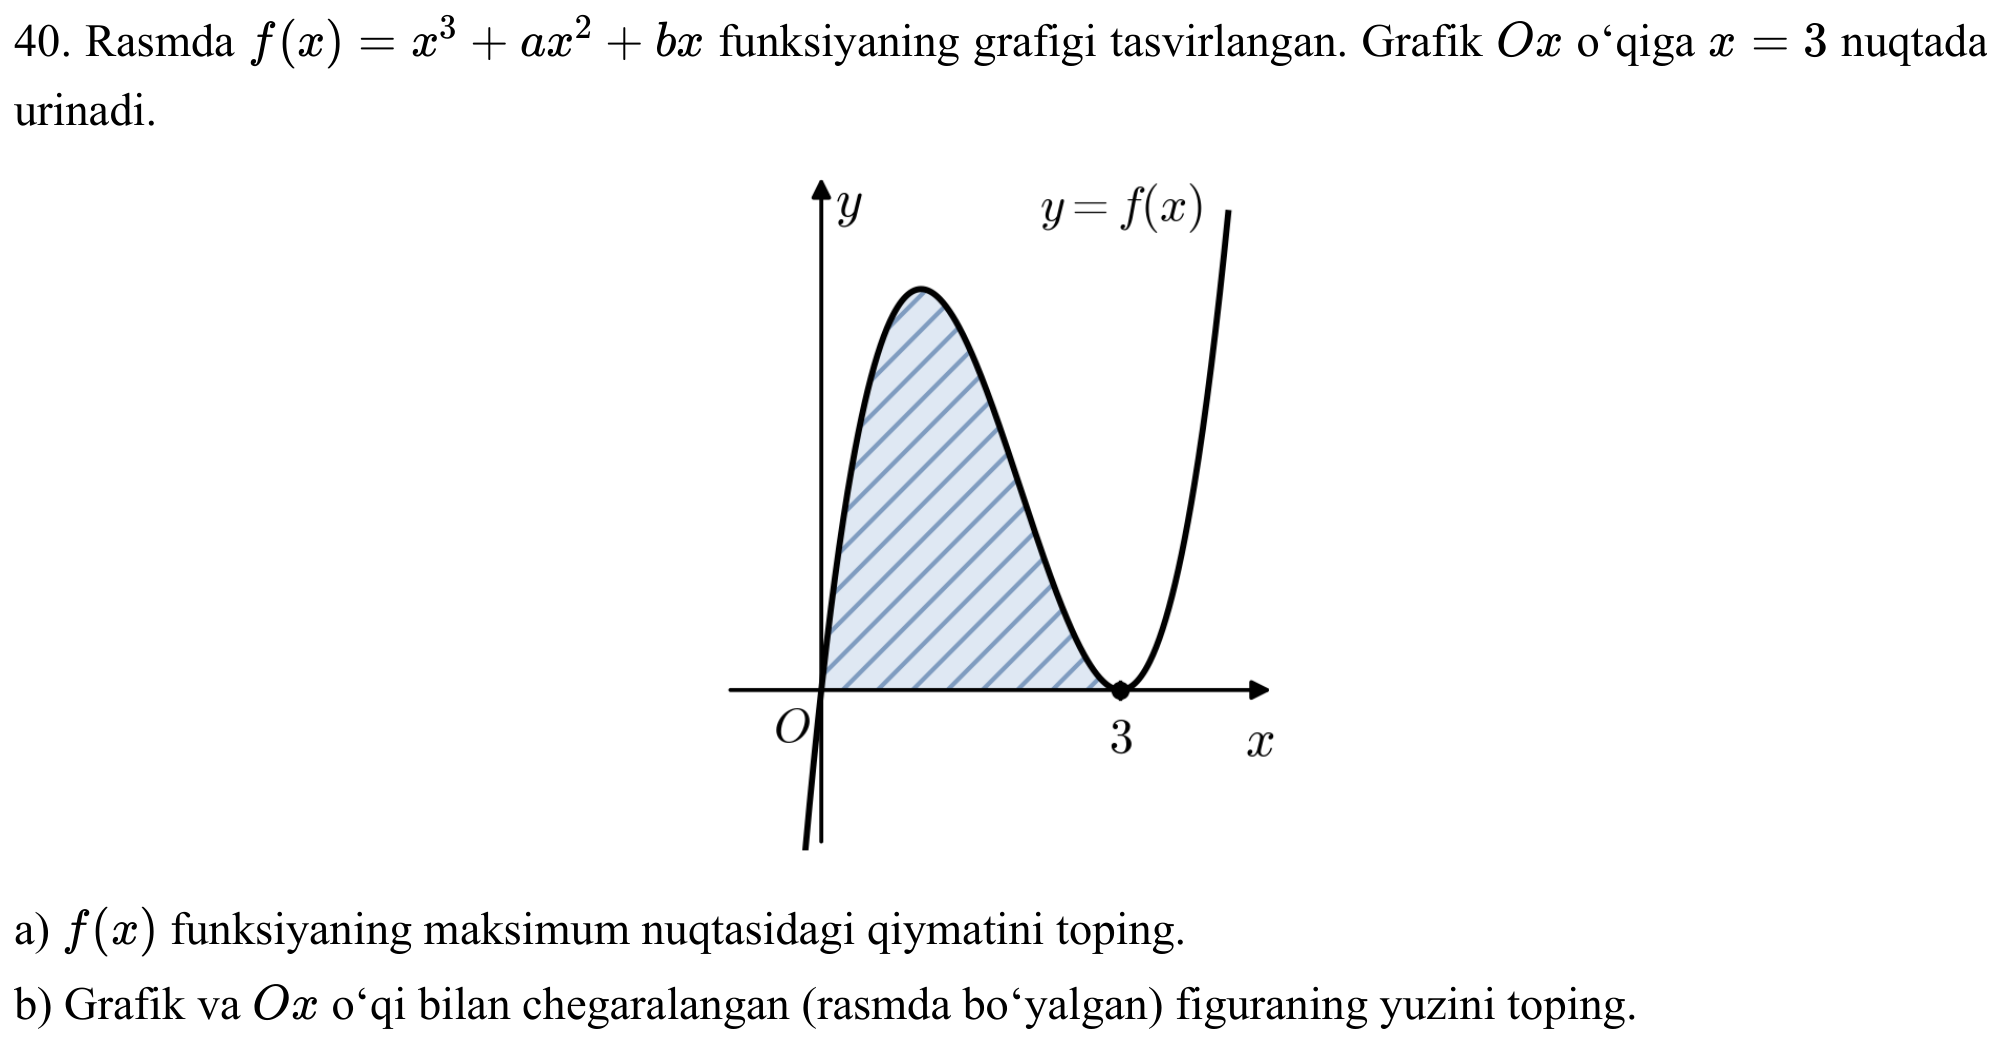 40. Rasmda f(x) = x³ + ax² + bx funksiyaning grafigi tasvirlangan. Grafik Ox o‘qiga x = 3 nuqtada
urinadi.
y
y = f(x)
O
3
x
a) f(x) funksiyaning maksimum nuqtasidagi qiymatini toping.
b) Grafik va Ox o‘qi bilan chegaralangan (rasmda bo‘yalgan) figuraning yuzini toping.